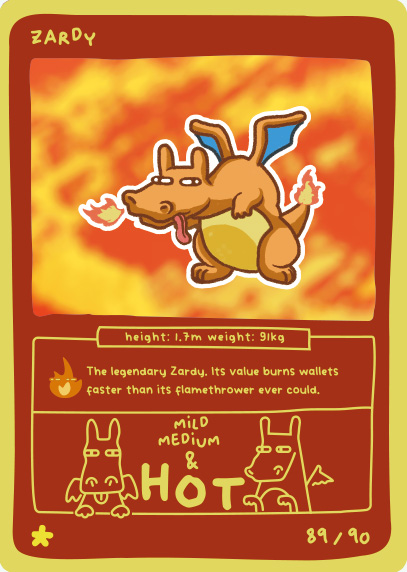 ZARDY
height: 1.7m weight: 91kg
The legendary Zardy. Its value burns wallets
faster than its flamethrower ever could.
MILD
MEDIUM
&
HOT
89/90